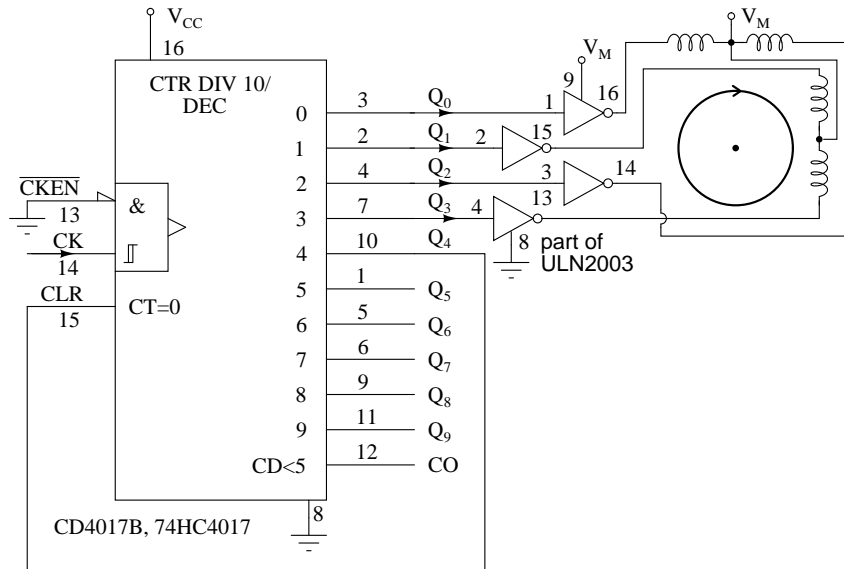 V_CC
16
CTR DIV 10/
DEC
0 3 Q_0
1 2 Q_1
2 4 Q_2
3 7 Q_3
4 10 Q_4
5 1 Q_5
6 5 Q_6
7 6 Q_7
8 9 Q_8
9 11 Q_9
CD<5 12 CO
C̅K̅E̅N̅
13
&
CK
14
CLR
15
CT=0
8
CD4017B, 74HC4017
V_M
9
1 16
2 15
3 14
4 13
8
part of
ULN2003
V_M